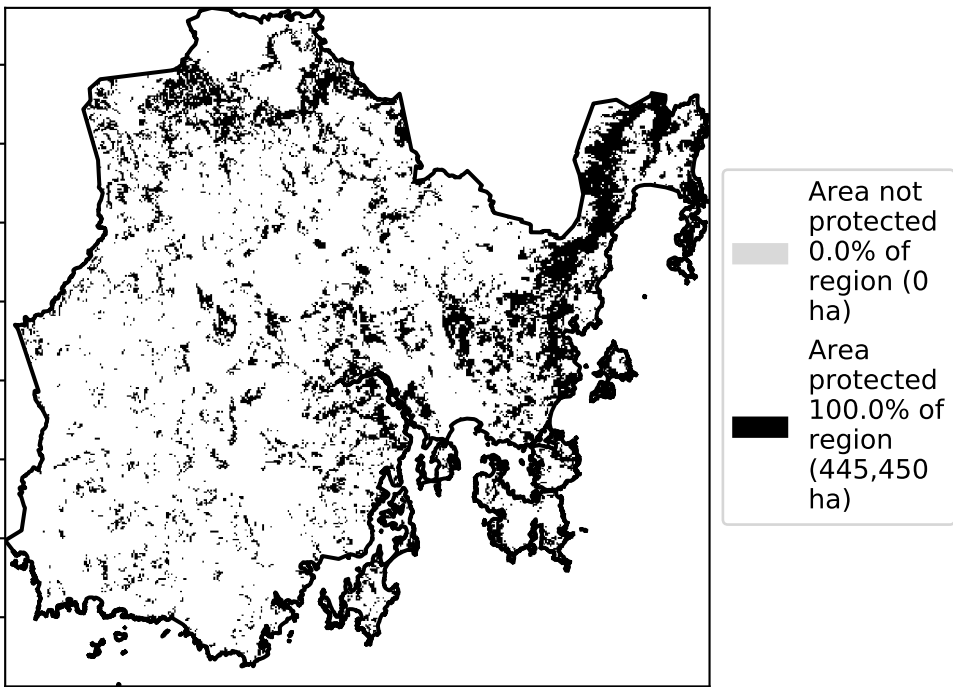 Area not
protected
0.0% of
region (0
ha)
Area
protected
100.0% of
region
(445,450
ha)